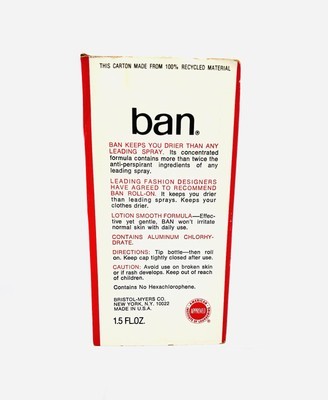 THIS CARTON MADE FROM 100% RECYCLED MATERIAL
ban®
BAN KEEPS YOU DRIER THAN ANY
LEADING SPRAY. Its concentrated
formula contains more than twice the
anti-perspirant ingredients of any
leading spray.
LEADING FASHION DESIGNERS
HAVE AGREED TO RECOMMEND
BAN ROLL-ON. It keeps you drier
than leading sprays. Keeps your
clothes drier.
LOTION SMOOTH FORMULA—Effec-
tive yet gentle, BAN won't irritate
normal skin with daily use.
CONTAINS ALUMINUM CHLORHY-
DRATE.
DIRECTIONS: Tip bottle—then roll
on. Keep cap tightly closed after use.
CAUTION: Avoid use on broken skin
or if rash develops. Keep out of reach
of children.
Contains No Hexachlorophene.
BRISTOL-MYERS CO.
NEW YORK, N.Y. 10022
MADE IN U.S.A.
1.5 FL.OZ.
APPROVED